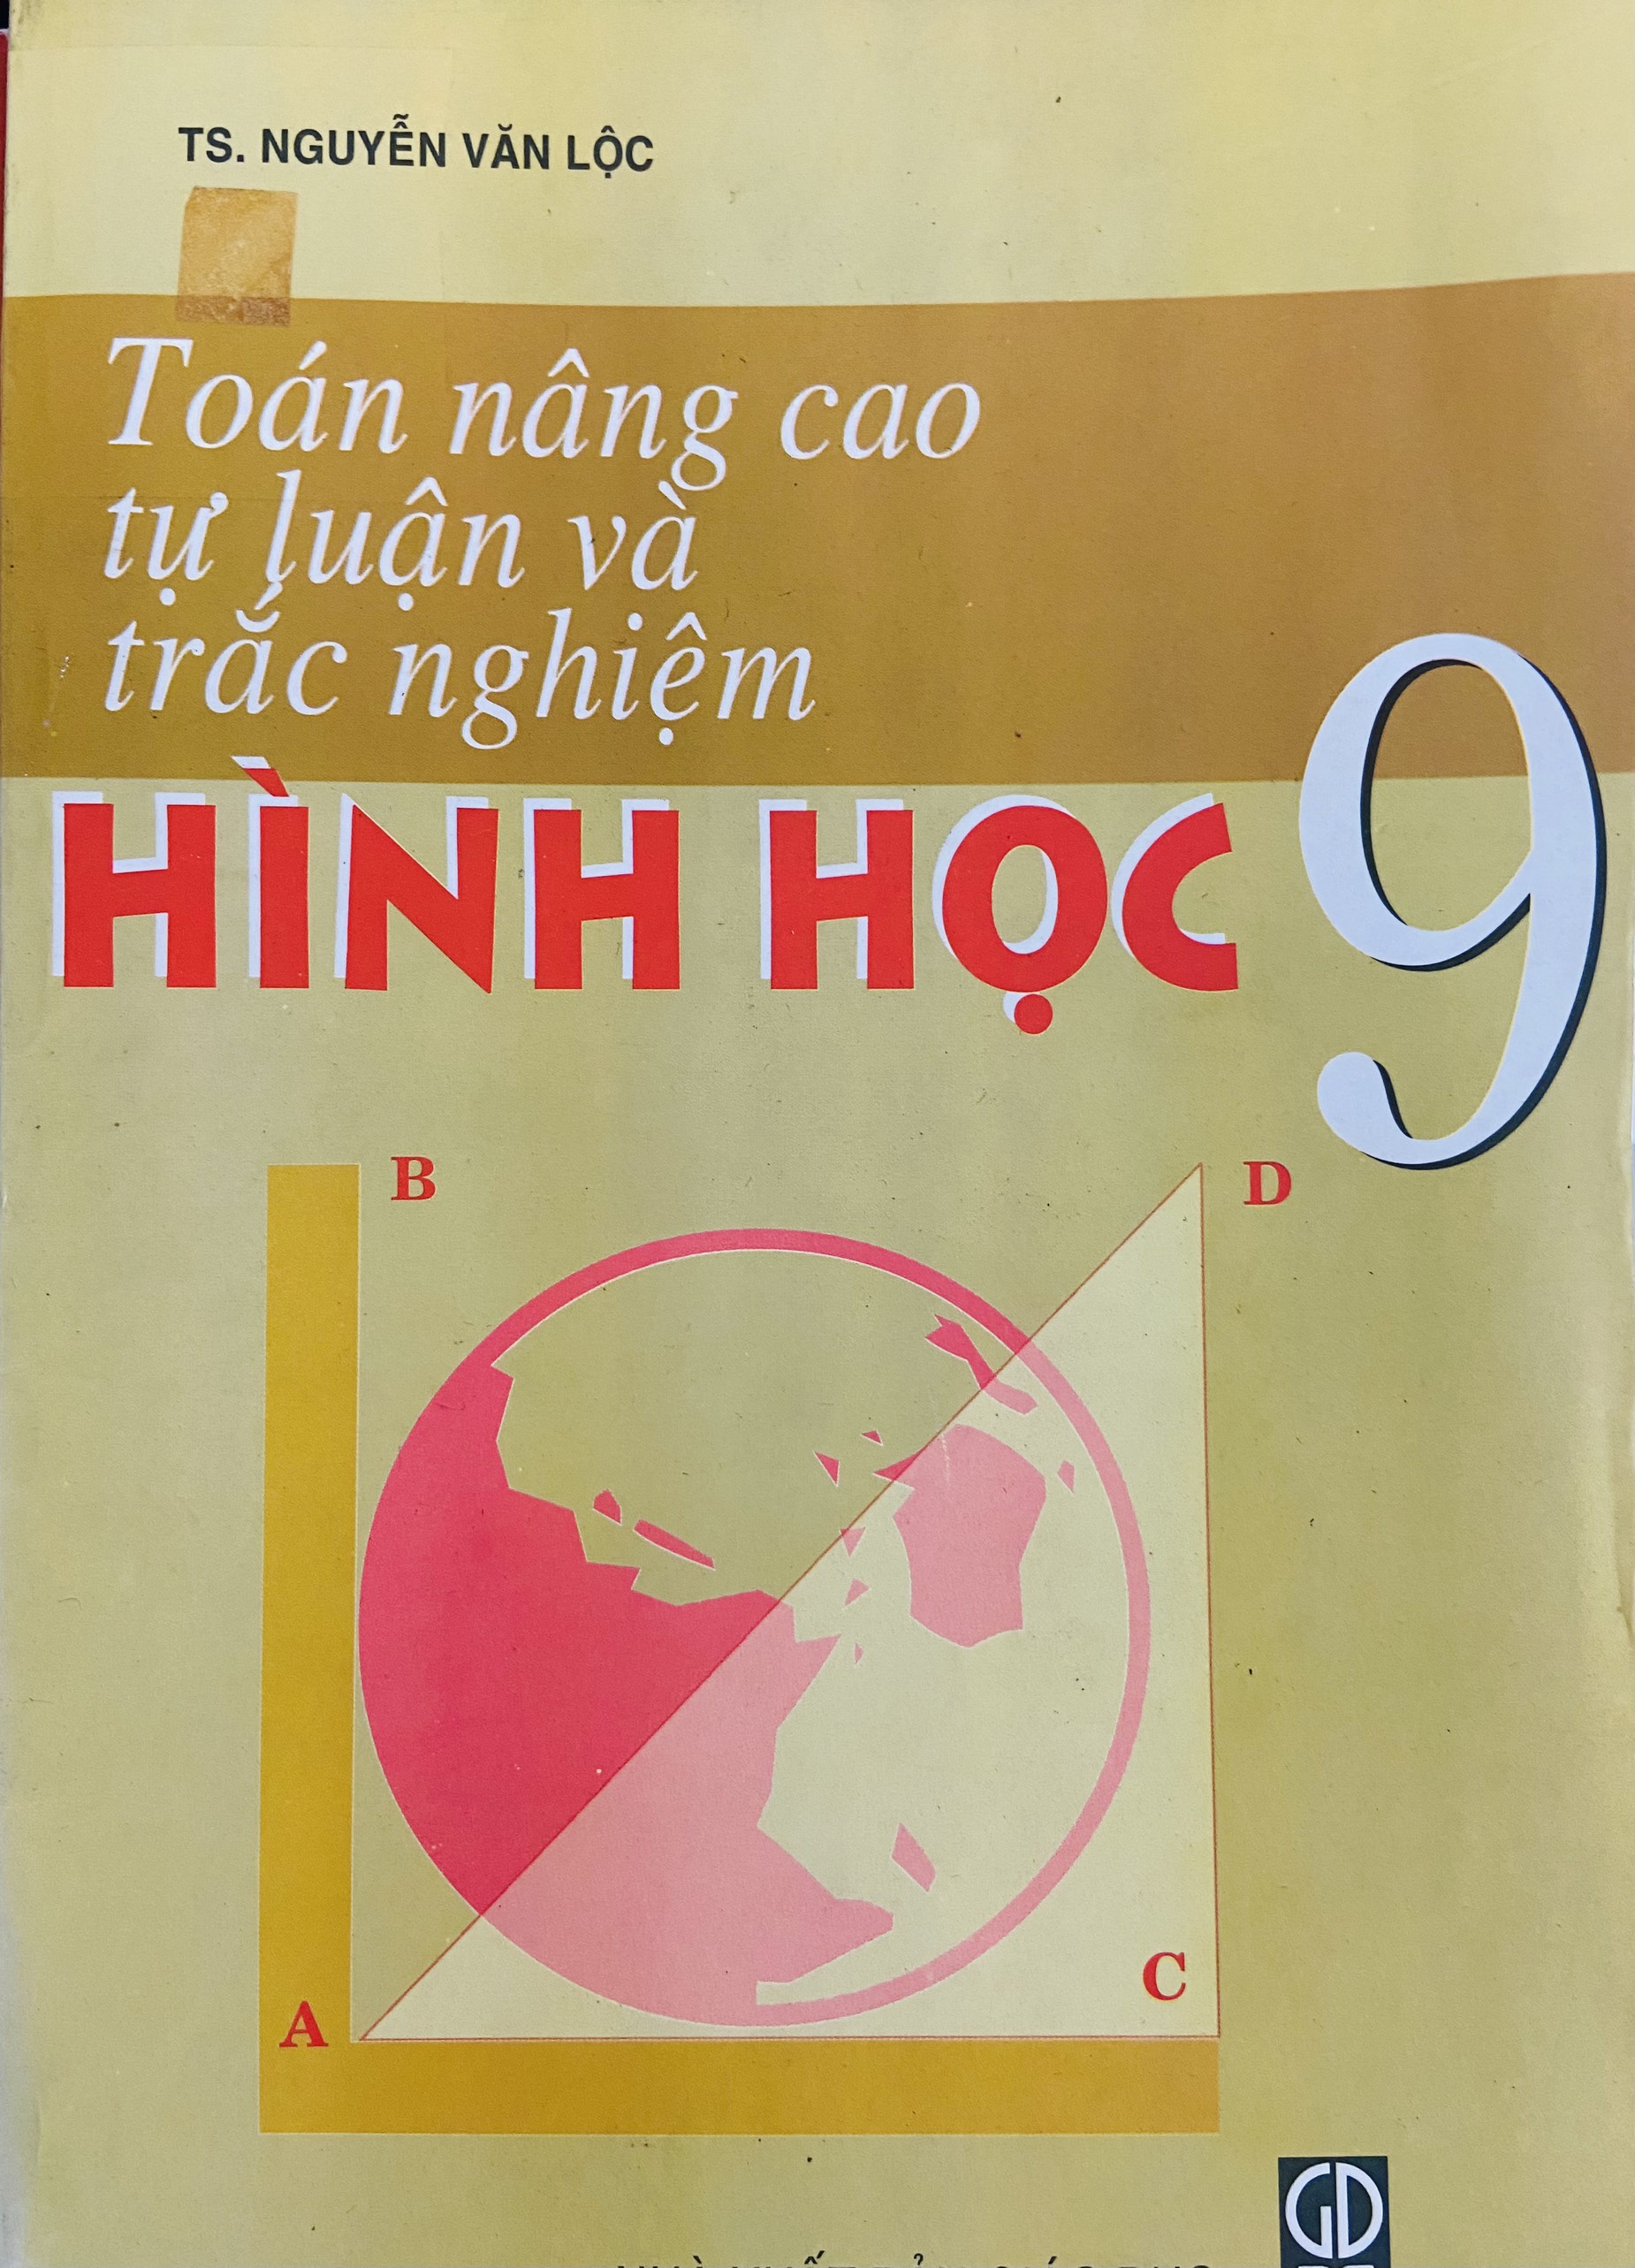 TS. NGUYỄN VĂN LỘC
Toán nâng cao
tự luận và
trắc nghiệm
HÌNH HỌC 9
B
D
C
A
GD